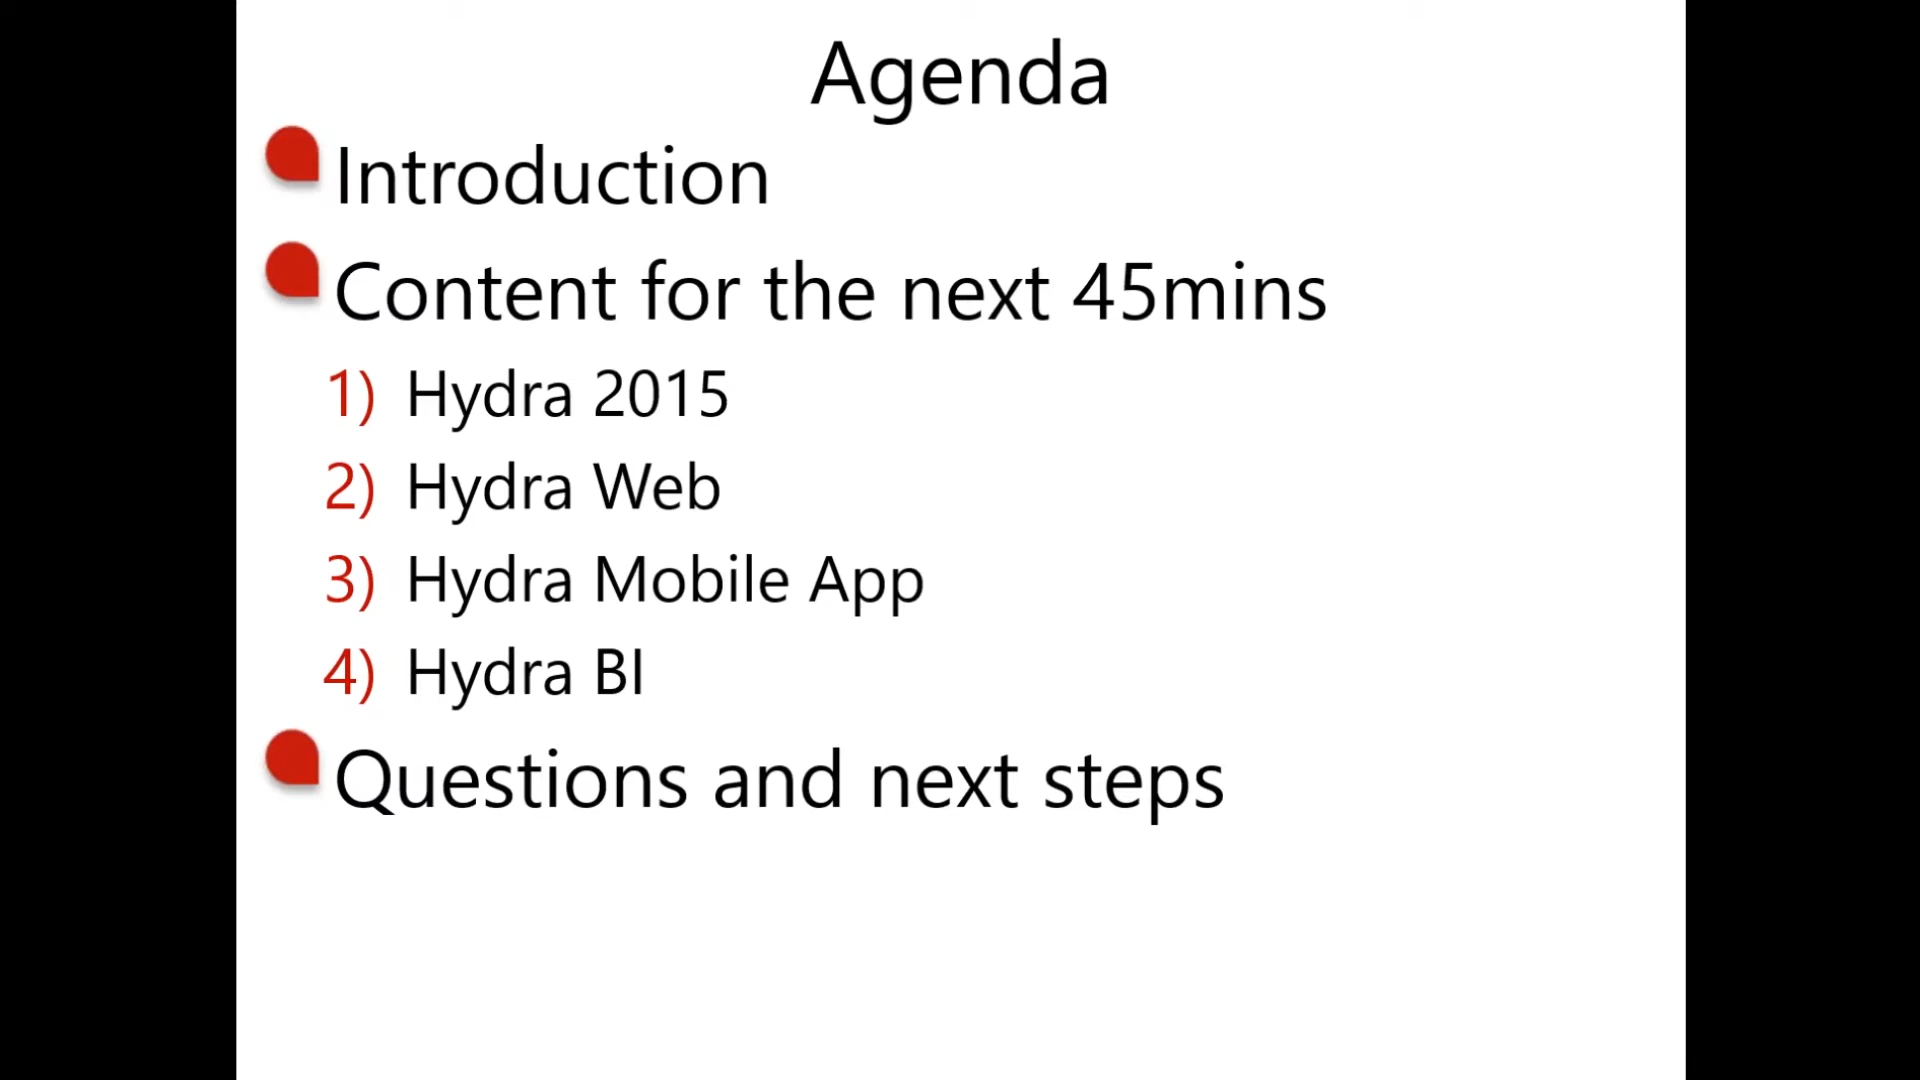 Agenda
Introduction
Content for the next 45mins
1) Hydra 2015
2) Hydra Web
3) Hydra Mobile App
4) Hydra BI
Questions and next steps